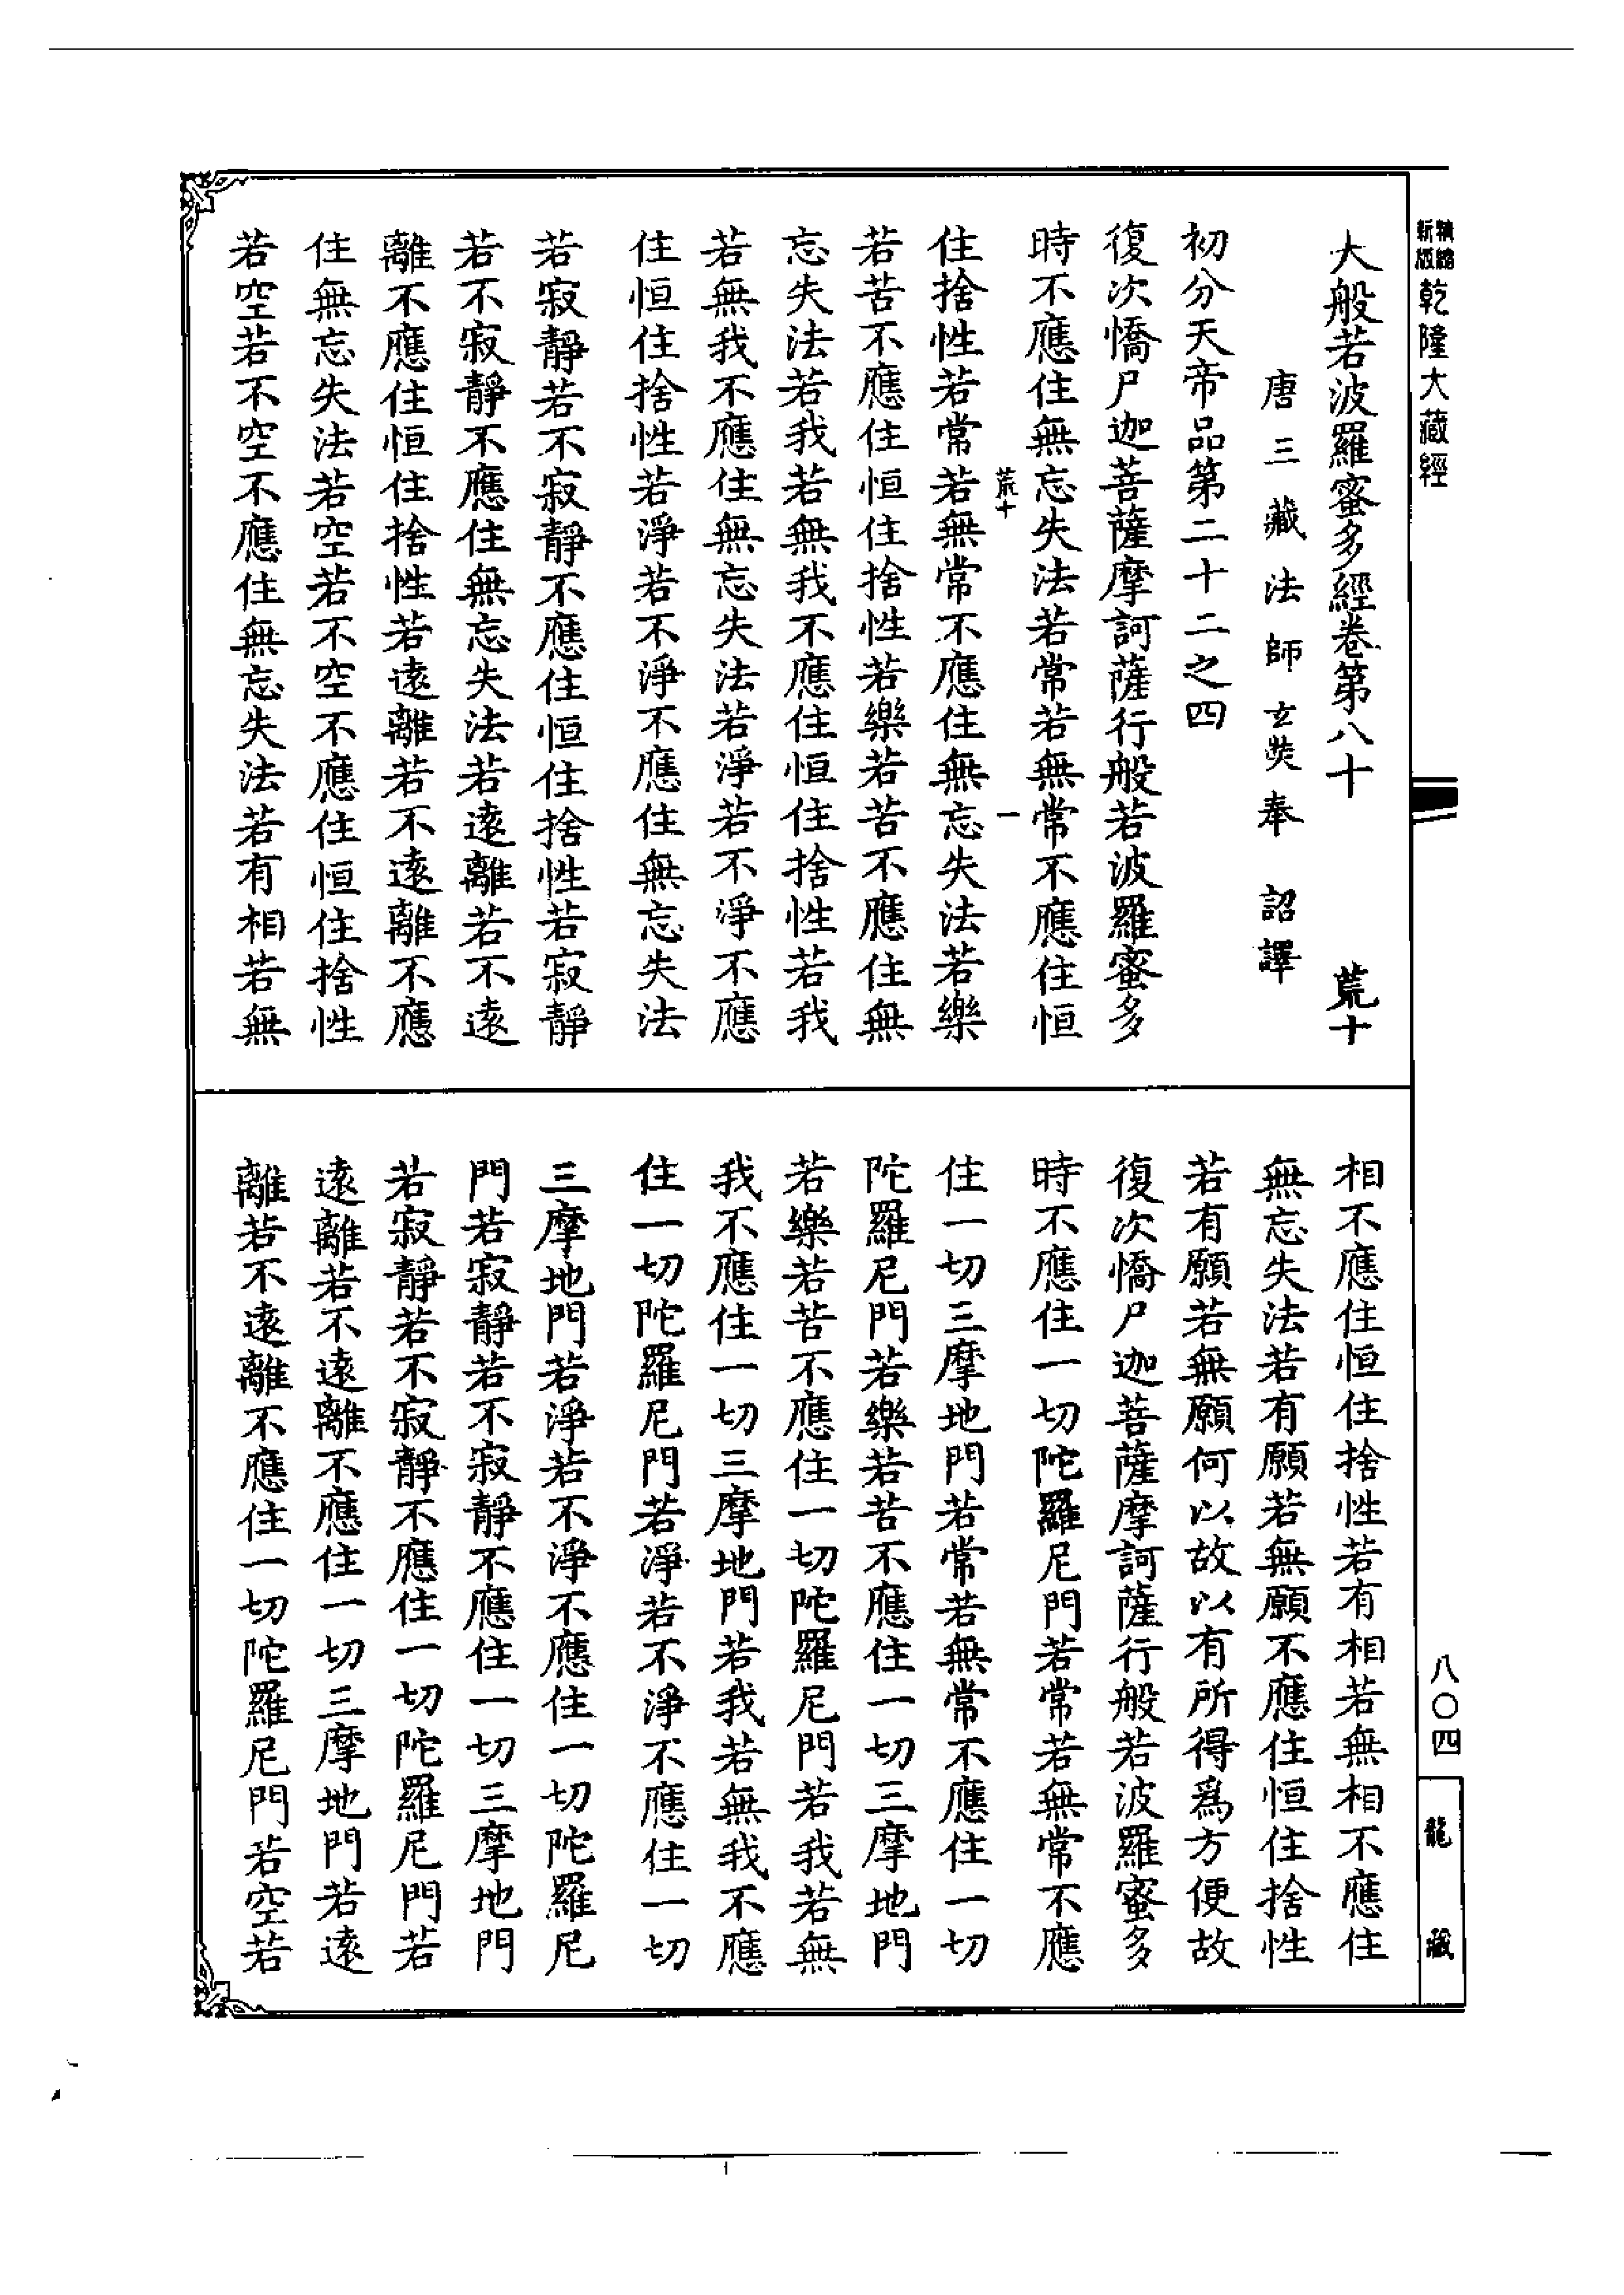 新版精縮乾隆大藏經
大般若波羅蜜多經卷第八十 荒十
唐三藏法師玄奘奉 詔譯
初分天帝品第二十二之四
復次憍尸迦菩薩摩訶薩行般若波羅蜜多
時不應住無忘失法若常若無常不應住恒
荒十 一
住捨性若常若無常不應住無忘失法若樂
若苦不應住恒住捨性若樂若苦不應住無
忘失法若我若無我不應住恒住捨性若我
若無我不應住無忘失法若淨若不淨不應
住恒住捨性若淨若不淨不應住無忘失法
若寂靜若不寂靜不應住恒住捨性若寂靜
若不寂靜不應住無忘失法若遠離若不遠
離不應住恒住捨性若遠離若不遠離不應
住無忘失法若空若不空不應住恒住捨性
若空若不空不應住無忘失法若有相若無
相不應住恒住捨性若有相若無相不應住
無忘失法若有願若無願不應住恒住捨性
若有願若無願何以故以有所得為方便故
復次憍尸迦菩薩摩訶薩行般若波羅蜜多
時不應住一切陀羅尼門若常若無常不應
住一切三摩地門若常若無常不應住一切
陀羅尼門若樂若苦不應住一切三摩地門
若樂若苦不應住一切陀羅尼門若我若無
我不應住一切三摩地門若我若無我不應
住一切陀羅尼門若淨若不淨不應住一切
三摩地門若淨若不淨不應住一切陀羅尼
門若寂靜若不寂靜不應住一切三摩地門
若寂靜若不寂靜不應住一切陀羅尼門若
遠離若不遠離不應住一切三摩地門若遠
離若不遠離不應住一切陀羅尼門若空若
八〇四
龍藏